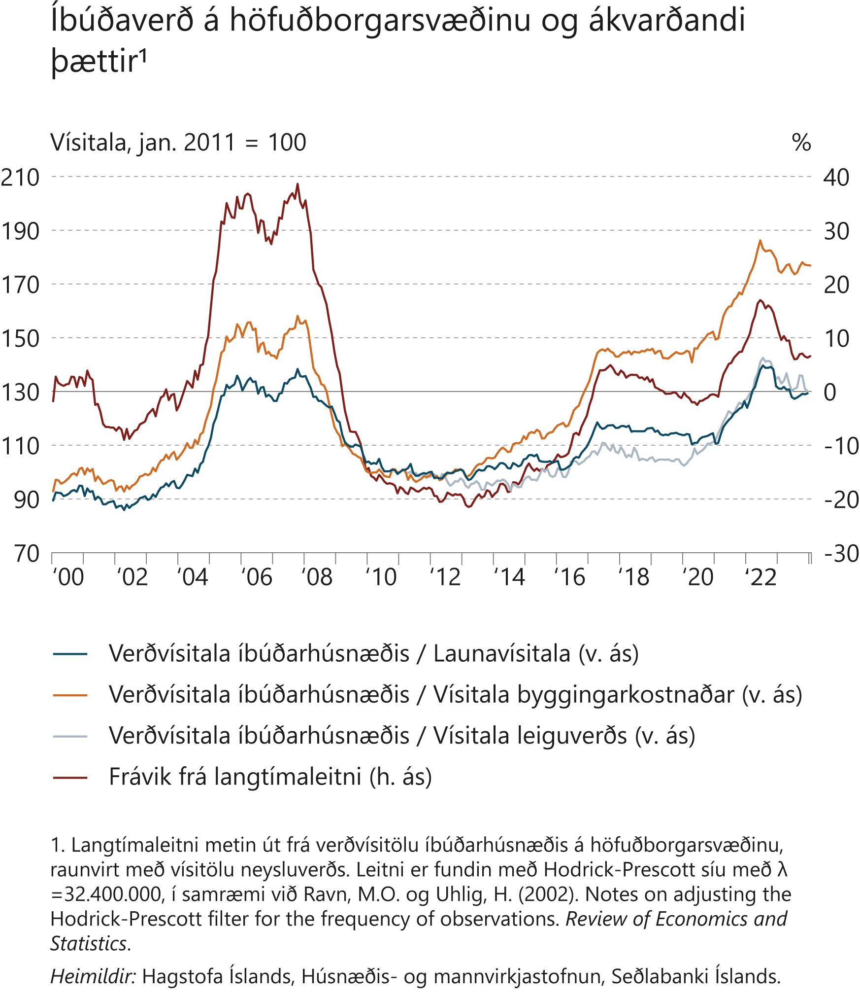 Íbúðaverð á höfuðborgarsvæðinu og ákvarðandi
þættir¹
Vísitala, jan. 2011 = 100
%
210
40
190
30
170
20
150
10
130
0
110
-10
90
-20
70
-30
‘00 ‘02 ‘04 ‘06 ‘08 ‘10 ‘12 ‘14 ‘16 ‘18 ‘20 ‘22
Verðvísitala íbúðarhúsnæðis / Launavísitala (v. ás)
Verðvísitala íbúðarhúsnæðis / Vísitala byggingarkostnaðar (v. ás)
Verðvísitala íbúðarhúsnæðis / Vísitala leiguverðs (v. ás)
Frávik frá langtímaleitni (h. ás)
1. Langtímaleitni metin út frá verðvísitölu íbúðarhúsnæðis á höfuðborgarsvæðinu,
raunvirt með vísitölu neysluverðs. Leitni er fundin með Hodrick-Prescott síu með λ
=32.400.000, í samræmi við Ravn, M.O. og Uhlig, H. (2002). Notes on adjusting the
Hodrick-Prescott filter for the frequency of observations. Review of Economics and
Statistics.
Heimildir: Hagstofa Íslands, Húsnæðis- og mannvirkjastofnun, Seðlabanki Íslands.